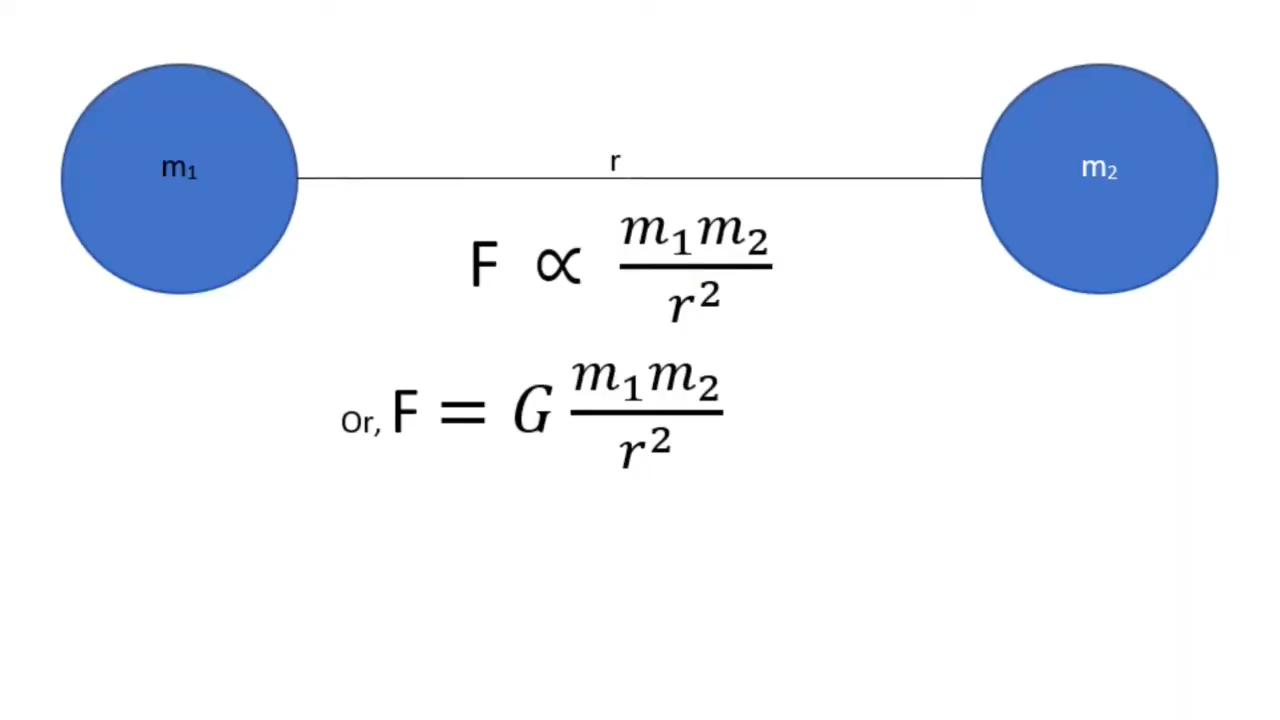 m₁ r m₂
F ∝ m₁m₂ / r²
Or, F = G m₁m₂ / r²